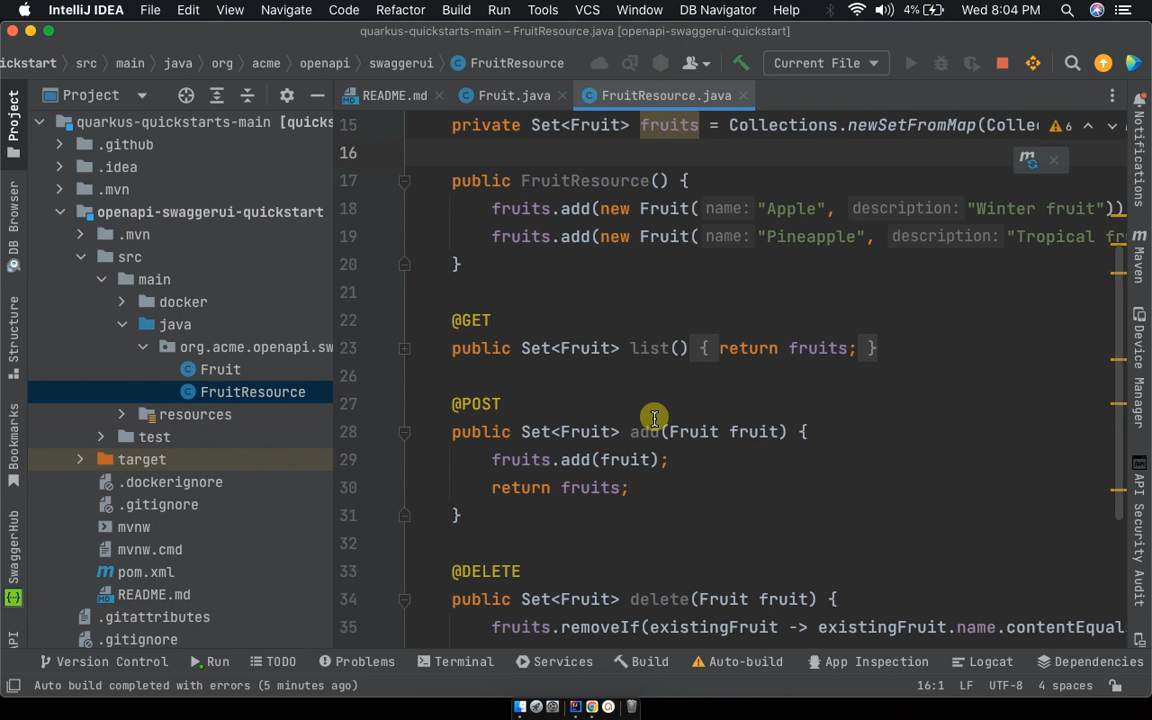 IntelliJ IDEA File Edit View Navigate Code Refactor Build Run Tools VCS Window DB Navigator Help 4% Wed 8:04 PM
quarkus-quickstarts-main – FruitResource.java [openapi-swaggerui-quickstart]
ickstart src main java org acme openapi swaggerui FruitResource Current File
Project README.md Fruit.java FruitResource.java
quarkus-quickstarts-main [quicks
.github
.idea
.mvn
openapi-swaggerui-quickstart
.mvn
src
main
docker
java
org.acme.openapi.sw
Fruit
FruitResource
resources
test
target
.dockerignore
.gitignore
mvnw
mvnw.cmd
pom.xml
README.md
.gitattributes
.gitignore
15 private Set<Fruit> fruits = Collections.newSetFromMap(Colle 6
16
17 public FruitResource() {
18 fruits.add(new Fruit( name: "Apple", description: "Winter fruit"))
19 fruits.add(new Fruit( name: "Pineapple", description: "Tropical fr
20 }
21
22 @GET
23 public Set<Fruit> list() { return fruits; }
26
27 @POST
28 public Set<Fruit> add(Fruit fruit) {
29 fruits.add(fruit);
30 return fruits;
31 }
32
33 @DELETE
34 public Set<Fruit> delete(Fruit fruit) {
35 fruits.removeIf(existingFruit -> existingFruit.name.contentEqual
Project
DB Browser
Structure
Bookmarks
SwaggerHub
API
Notifications
Maven
Device Manager
API Security Audit
Version Control Run TODO Problems Terminal Services Build Auto-build App Inspection Logcat Dependencies
Auto build completed with errors (5 minutes ago) 16:1 LF UTF-8 4 spaces